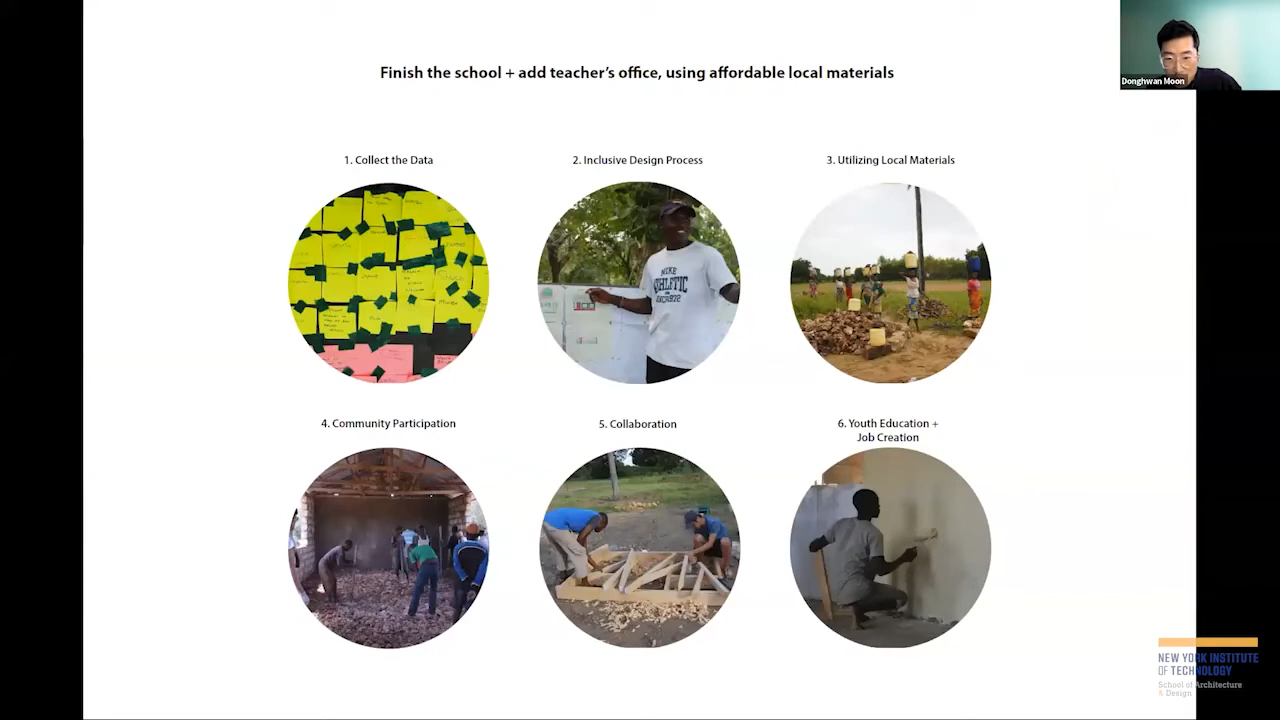 Finish the school + add teacher's office, using affordable local materials
Donghwan Moon
1. Collect the Data
2. Inclusive Design Process
3. Utilizing Local Materials
4. Community Participation
5. Collaboration
6. Youth Education +
Job Creation
NEW YORK INSTITUTE
OF TECHNOLOGY
School of Architecture
& Design